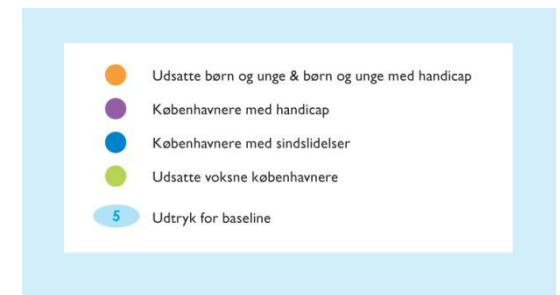 Udsatte børn og unge & børn og unge med handicap
Københavnere med handicap
Københavnere med sindslidelser
Udsatte voksne københavnere
5 Udtryk for baseline